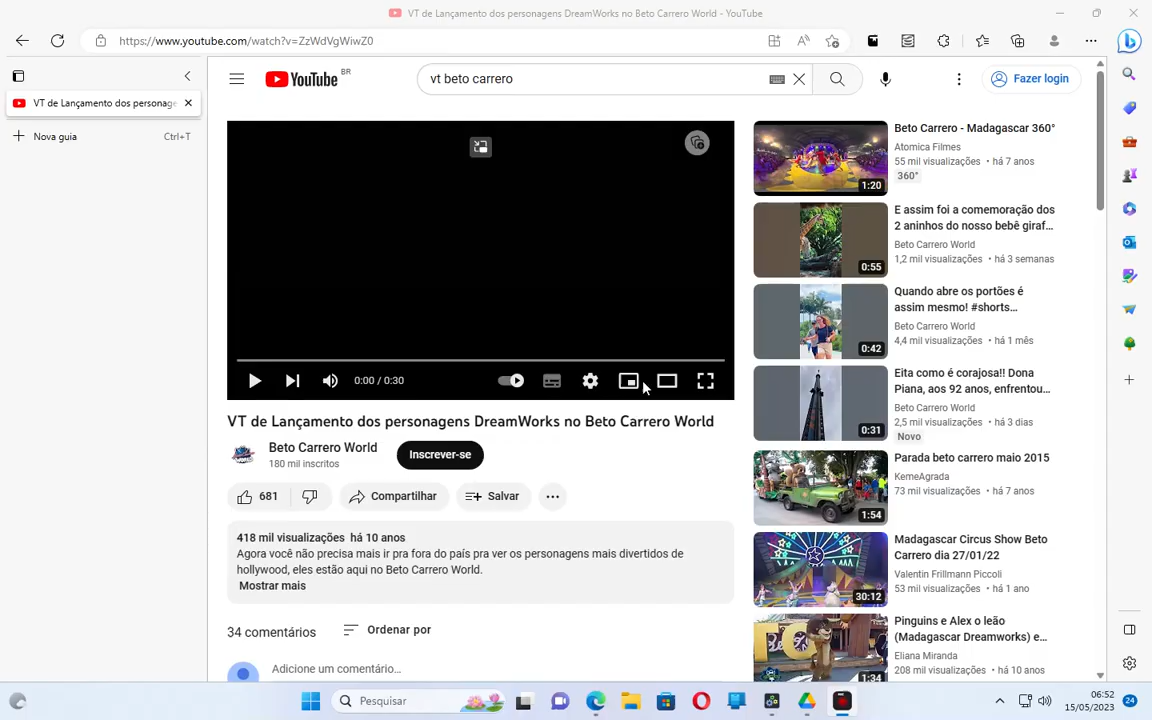 VT de Lançamento dos personagens DreamWorks no Beto Carrero World - YouTube
https://www.youtube.com/watch?v=ZzWdVgWiwZ0
VT de Lançamento dos personage
Nova guia
Ctrl+T
YouTube
BR
vt beto carrero
Fazer login
0:00 / 0:30
VT de Lançamento dos personagens DreamWorks no Beto Carrero World
Beto Carrero World
180 mil inscritos
Inscrever-se
681
Compartilhar
Salvar
418 mil visualizações há 10 anos
Agora você não precisa mais ir pra fora do país pra ver os personagens mais divertidos de
hollywood, eles estão aqui no Beto Carrero World.
Mostrar mais
34 comentários
Ordenar por
Adicione um comentário...
1:20
Beto Carrero - Madagascar 360°
Atomica Filmes
55 mil visualizações • há 7 anos
360°
0:55
E assim foi a comemoração dos
2 aninhos do nosso bebê giraf...
Beto Carrero World
1,2 mil visualizações • há 3 semanas
0:42
Quando abre os portões é
assim mesmo! #shorts...
Beto Carrero World
4,4 mil visualizações • há 1 mês
0:31
Eita como é corajosa!! Dona
Piana, aos 92 anos, enfrentou...
Beto Carrero World
2,5 mil visualizações • há 3 dias
Novo
1:54
Parada beto carrero maio 2015
KemeAgrada
73 mil visualizações • há 7 anos
30:12
Madagascar Circus Show Beto
Carrero dia 27/01/22
Valentin Frillmann Piccoli
53 mil visualizações • há 1 ano
1:34
Pinguins e Alex o leão
(Madagascar Dreamworks) e...
Eliana Miranda
208 mil visualizações • há 10 anos
Pesquisar
06:52
15/05/2023
24